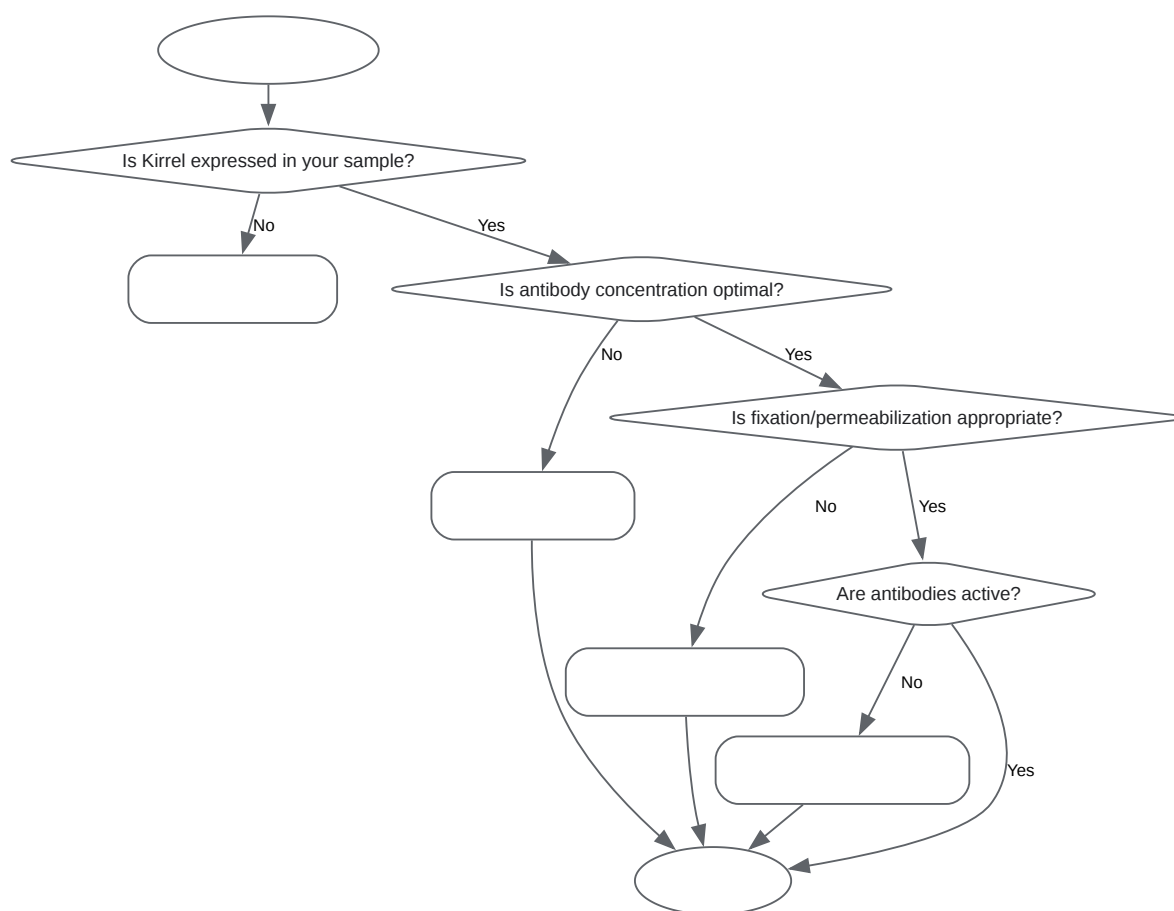 Is Kirrel expressed in your sample?
No
Yes
Is antibody concentration optimal?
No
Yes
Is fixation/permeabilization appropriate?
No
Yes
Are antibodies active?
No
Yes